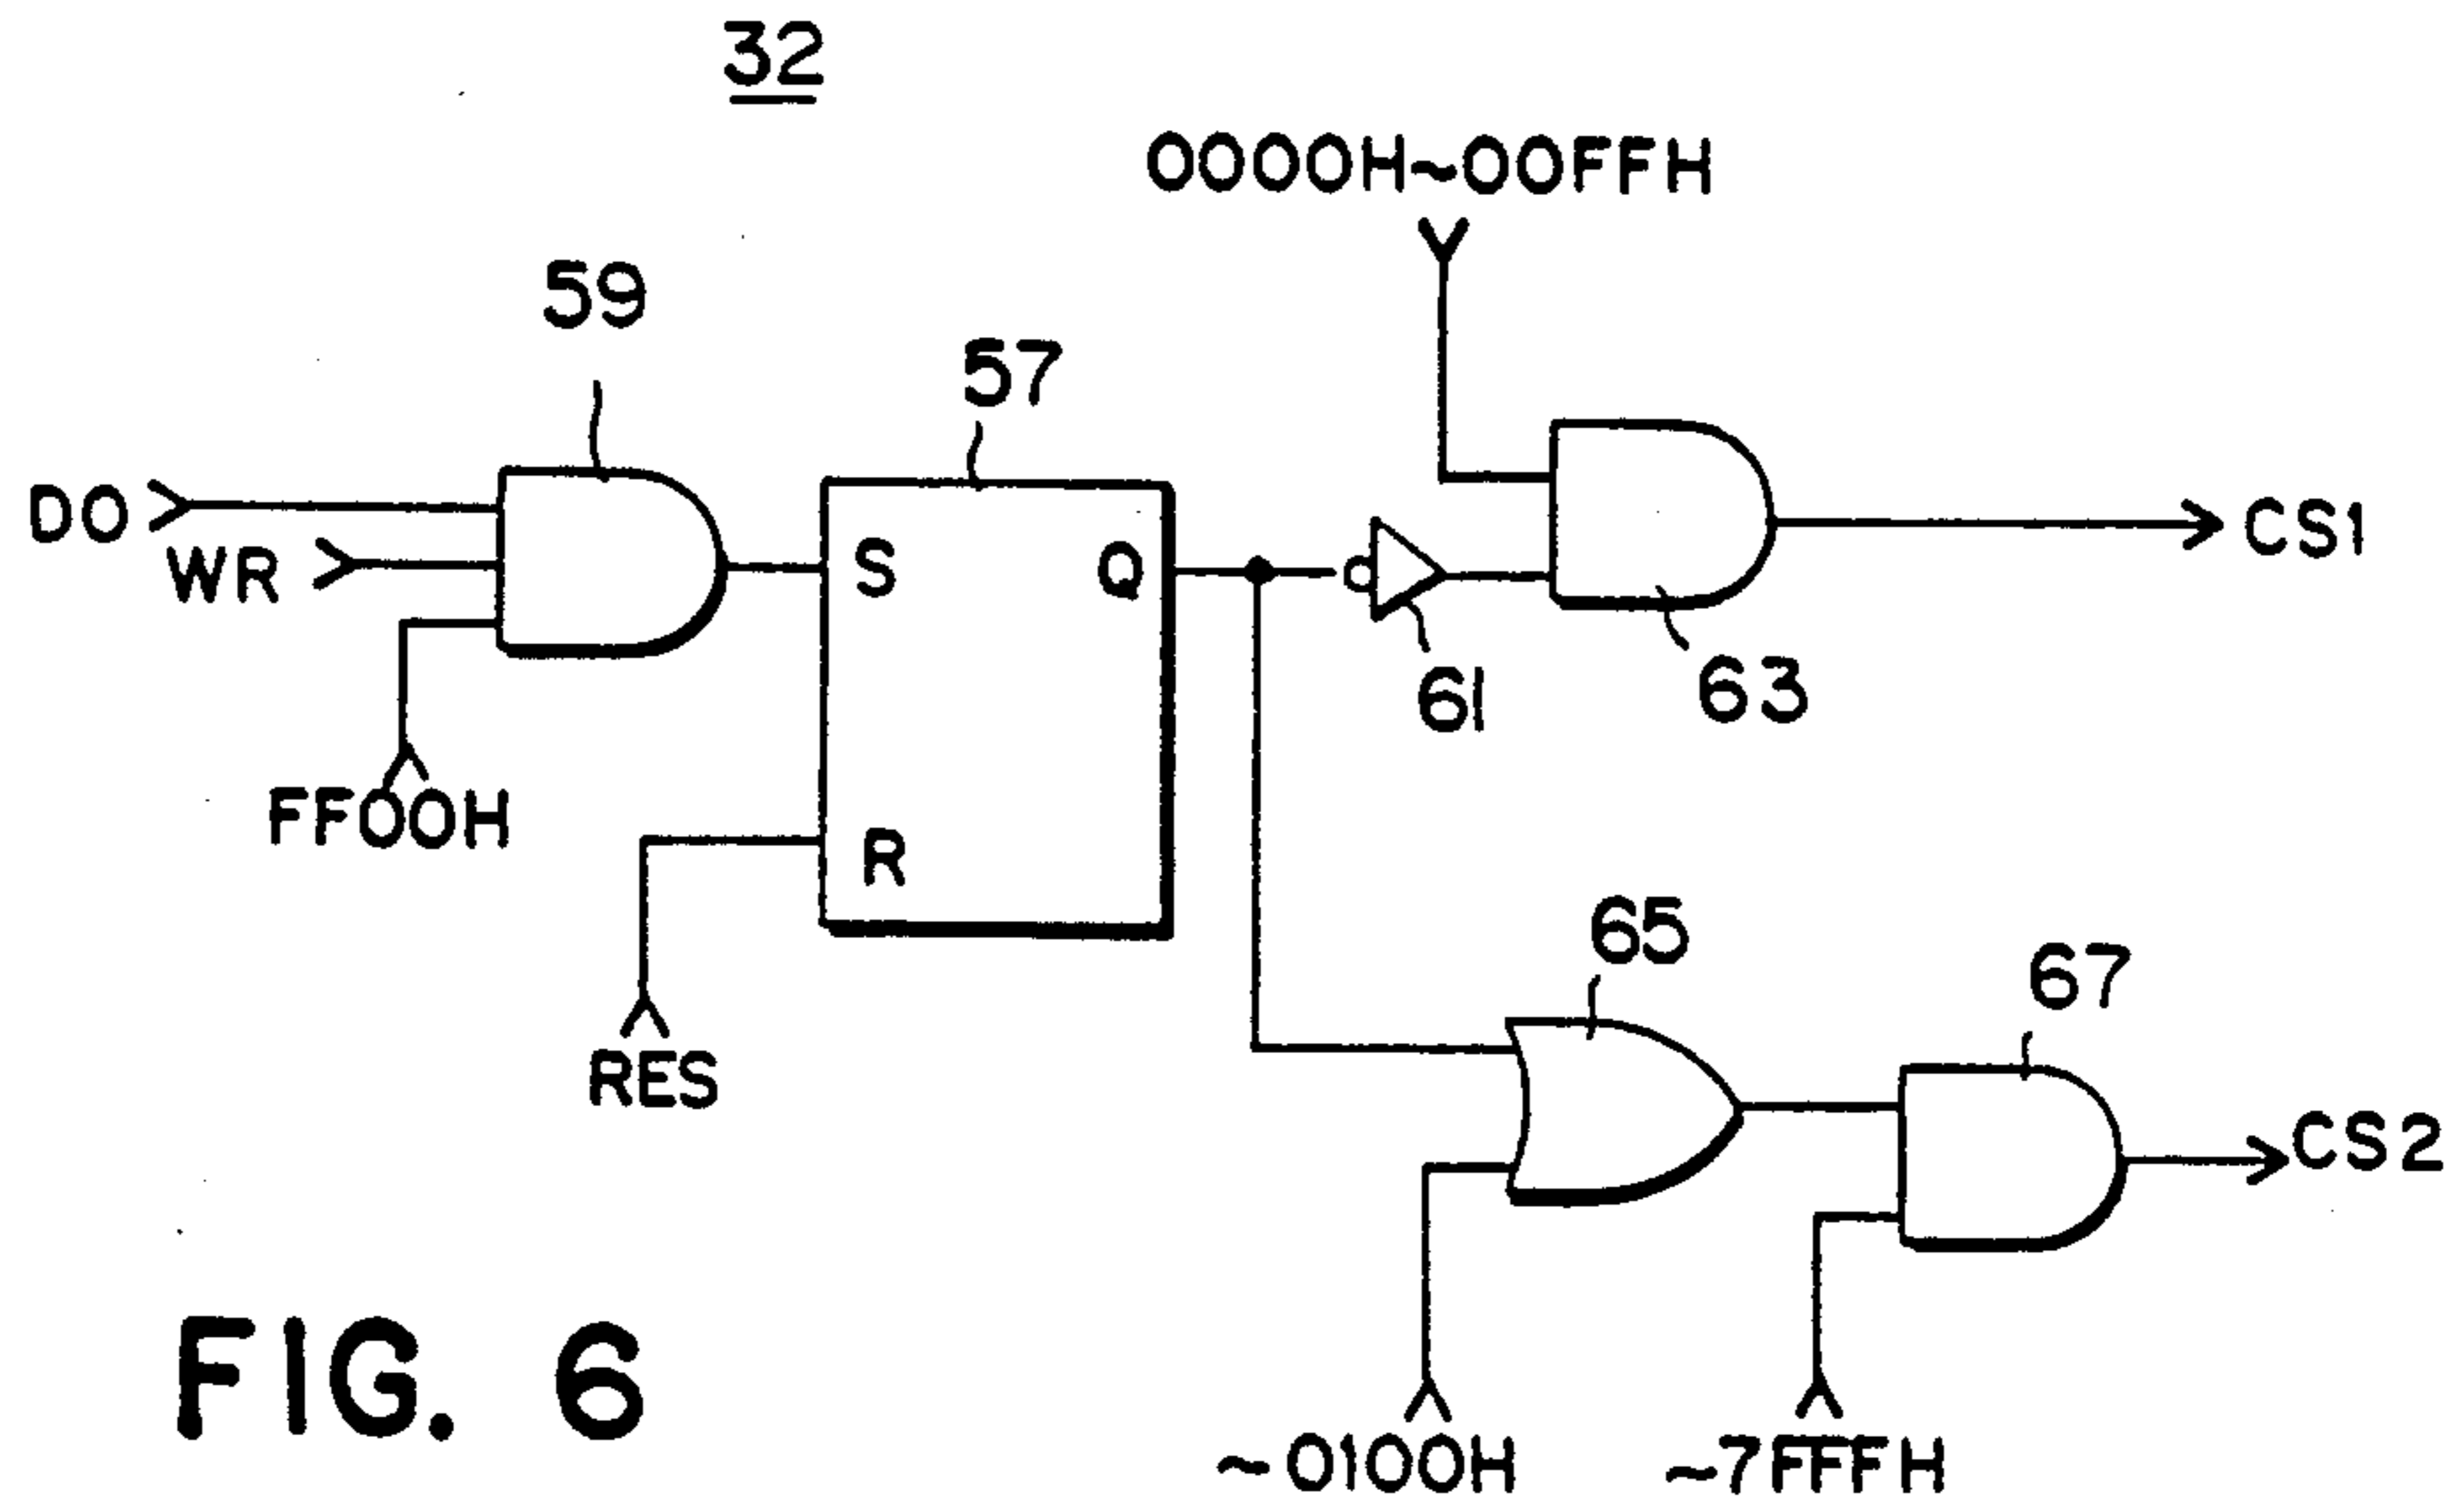 32
0000H~00FFH
59
57
DO
WR
S
Q
CS1
61
63
FF00H
R
65
67
RES
CS2
~0100H
~7FFFH
FIG. 6